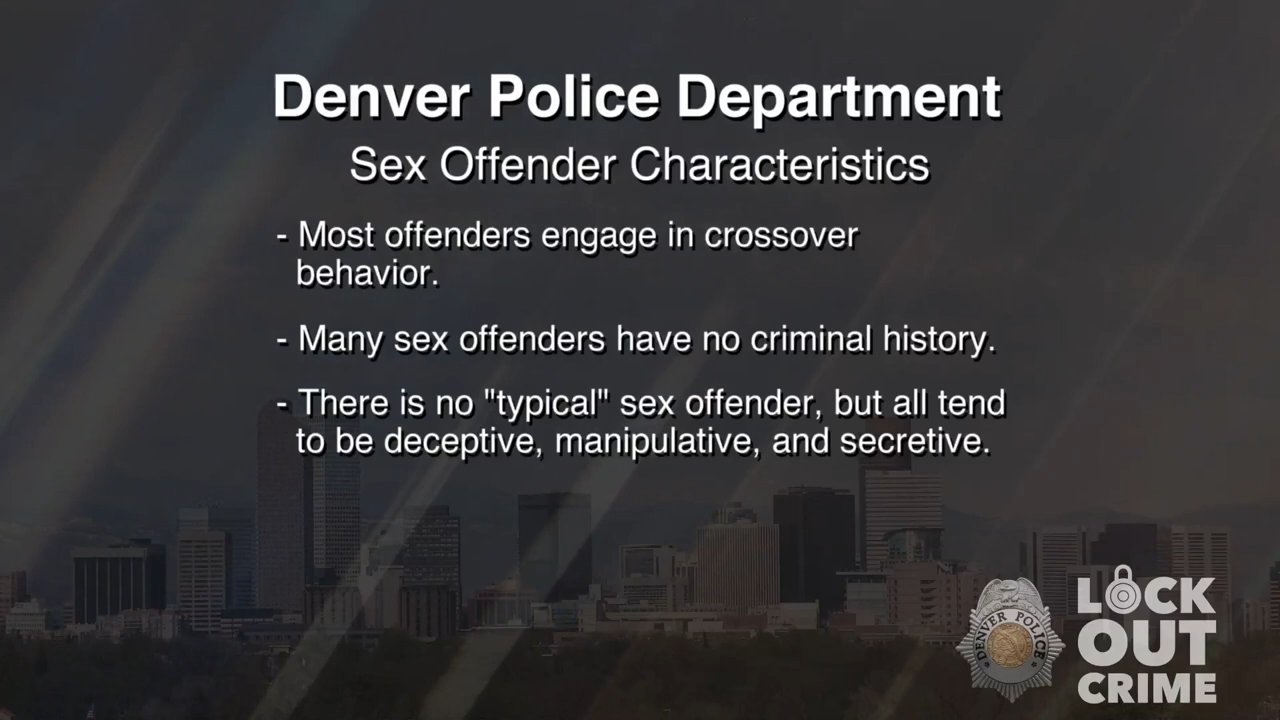 Denver Police Department
Sex Offender Characteristics
- Most offenders engage in crossover
behavior.
- Many sex offenders have no criminal history.
- There is no "typical" sex offender, but all tend
to be deceptive, manipulative, and secretive.
DENVER POLICE
LOCK
OUT
CRIME